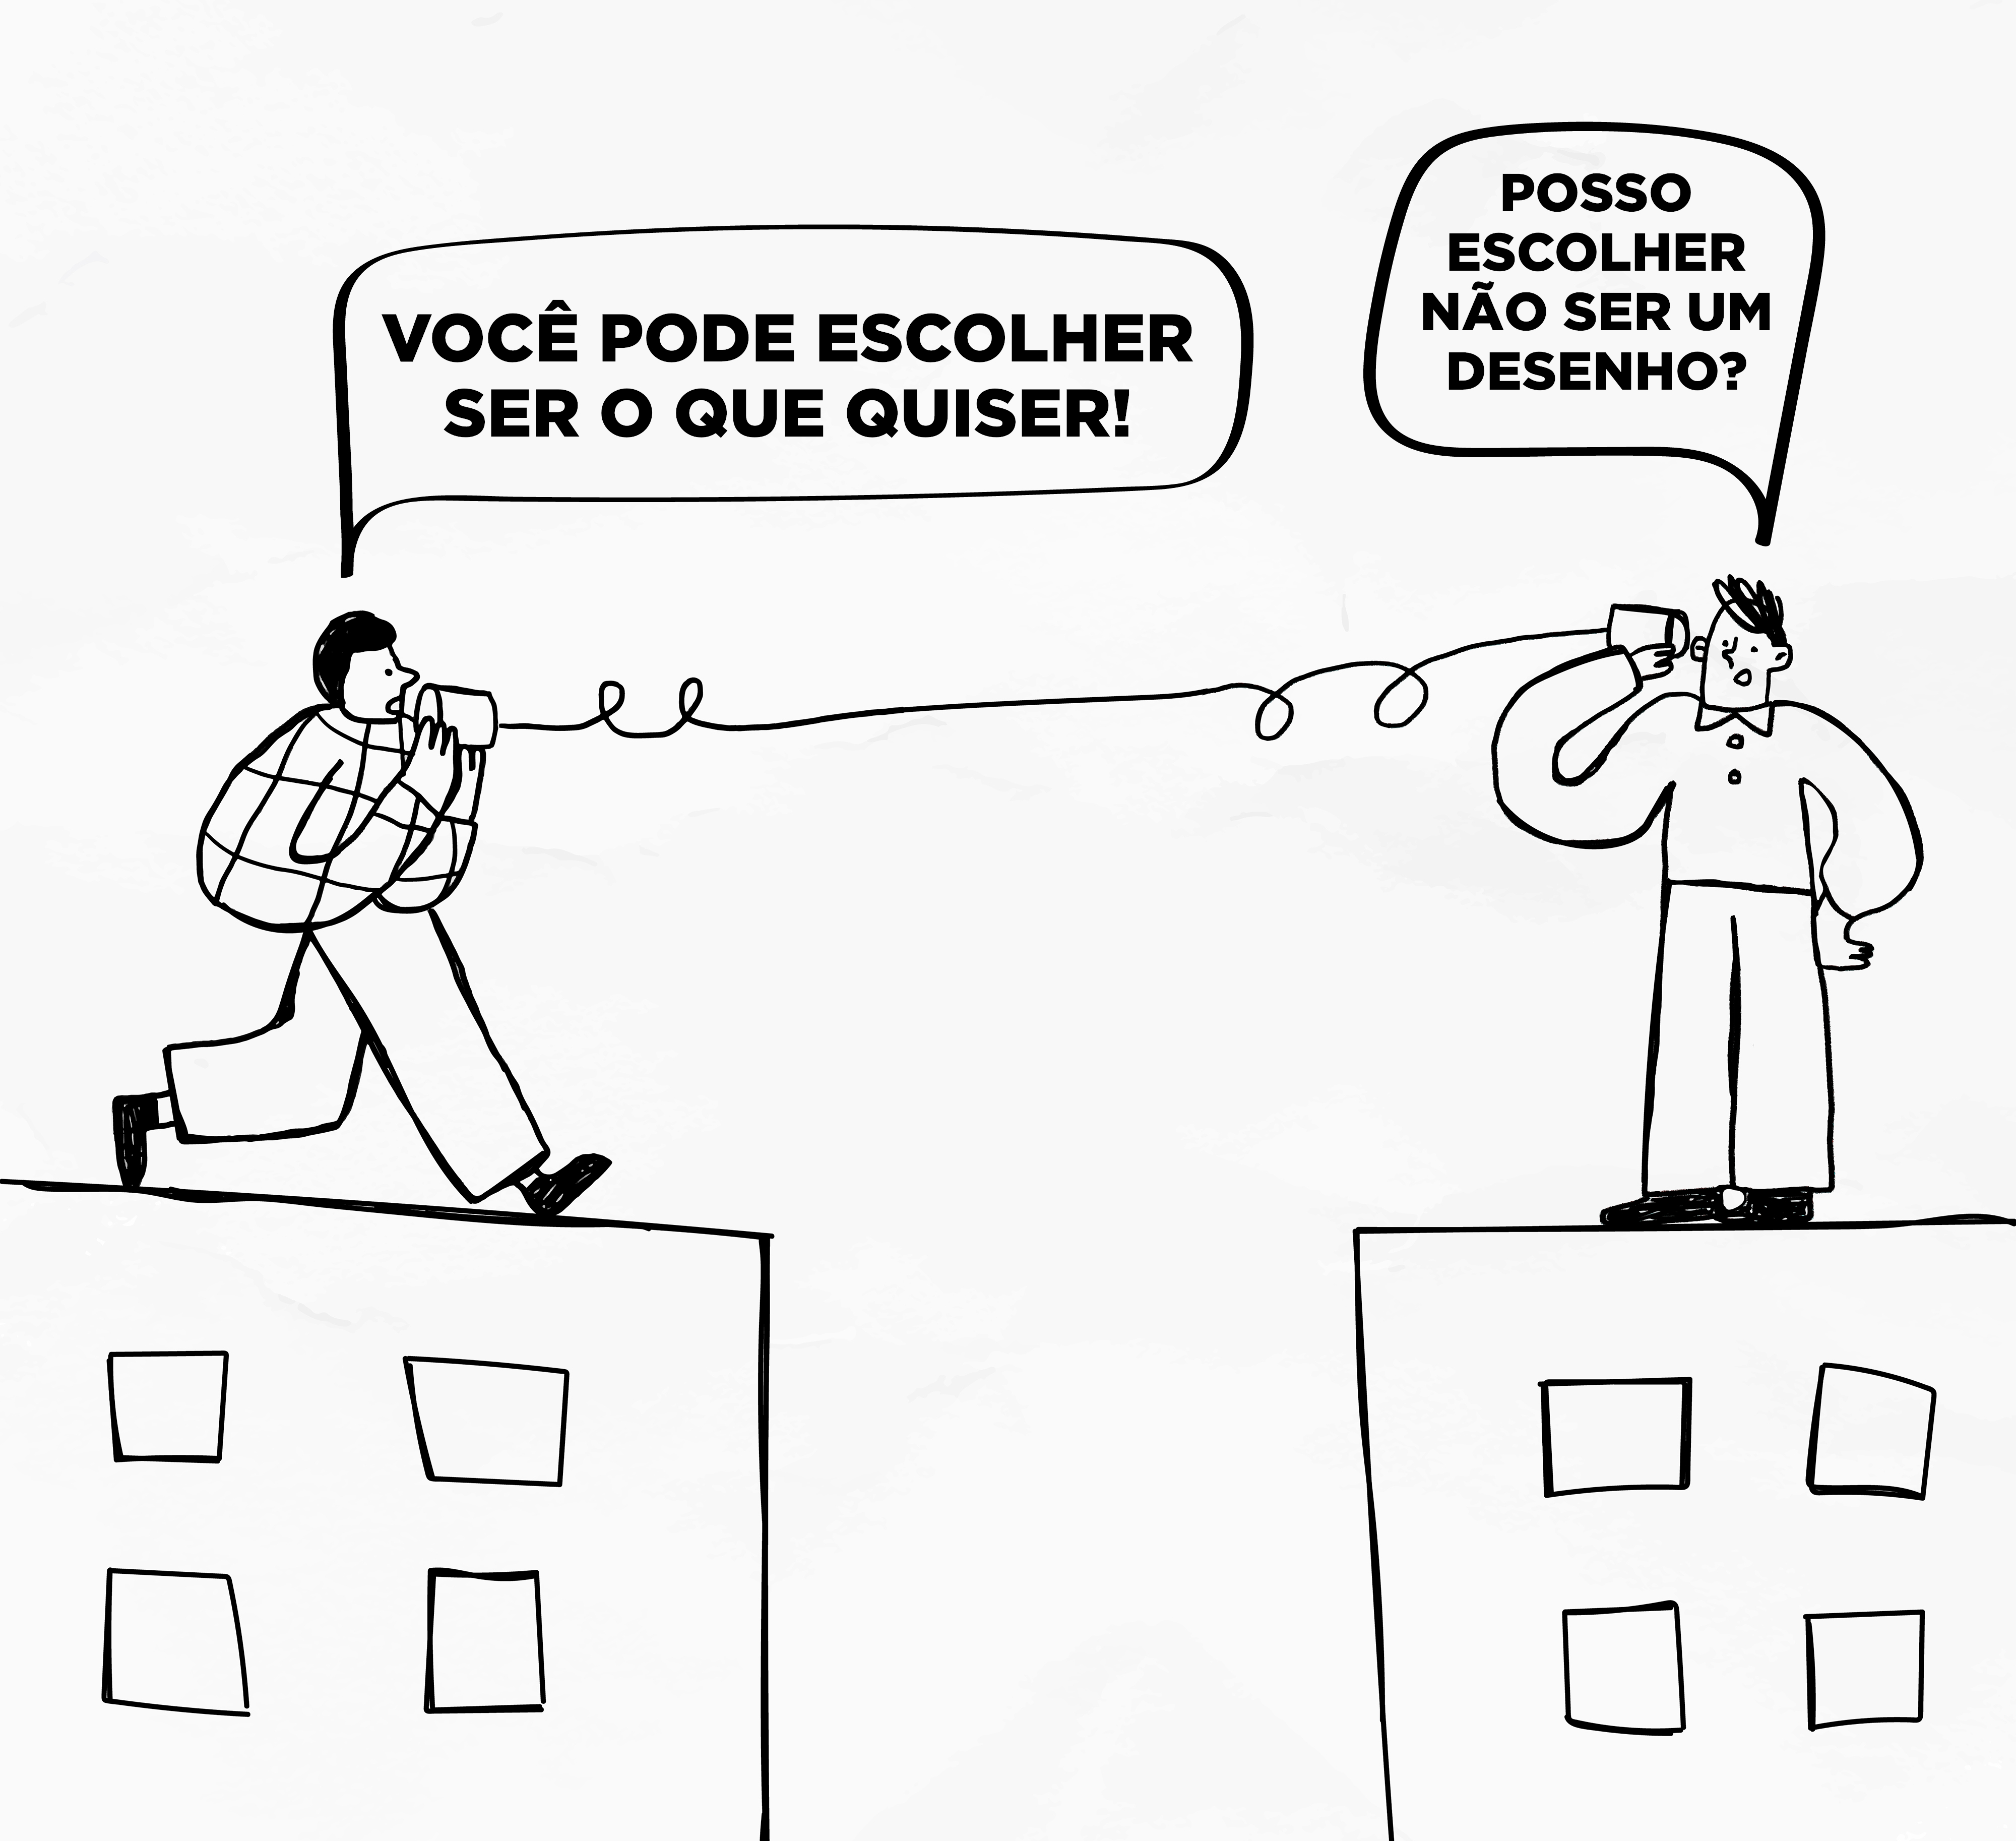 VOCÊ PODE ESCOLHER
SER O QUE QUISER!
POSSO
ESCOLHER
NÃO SER UM
DESENHO?